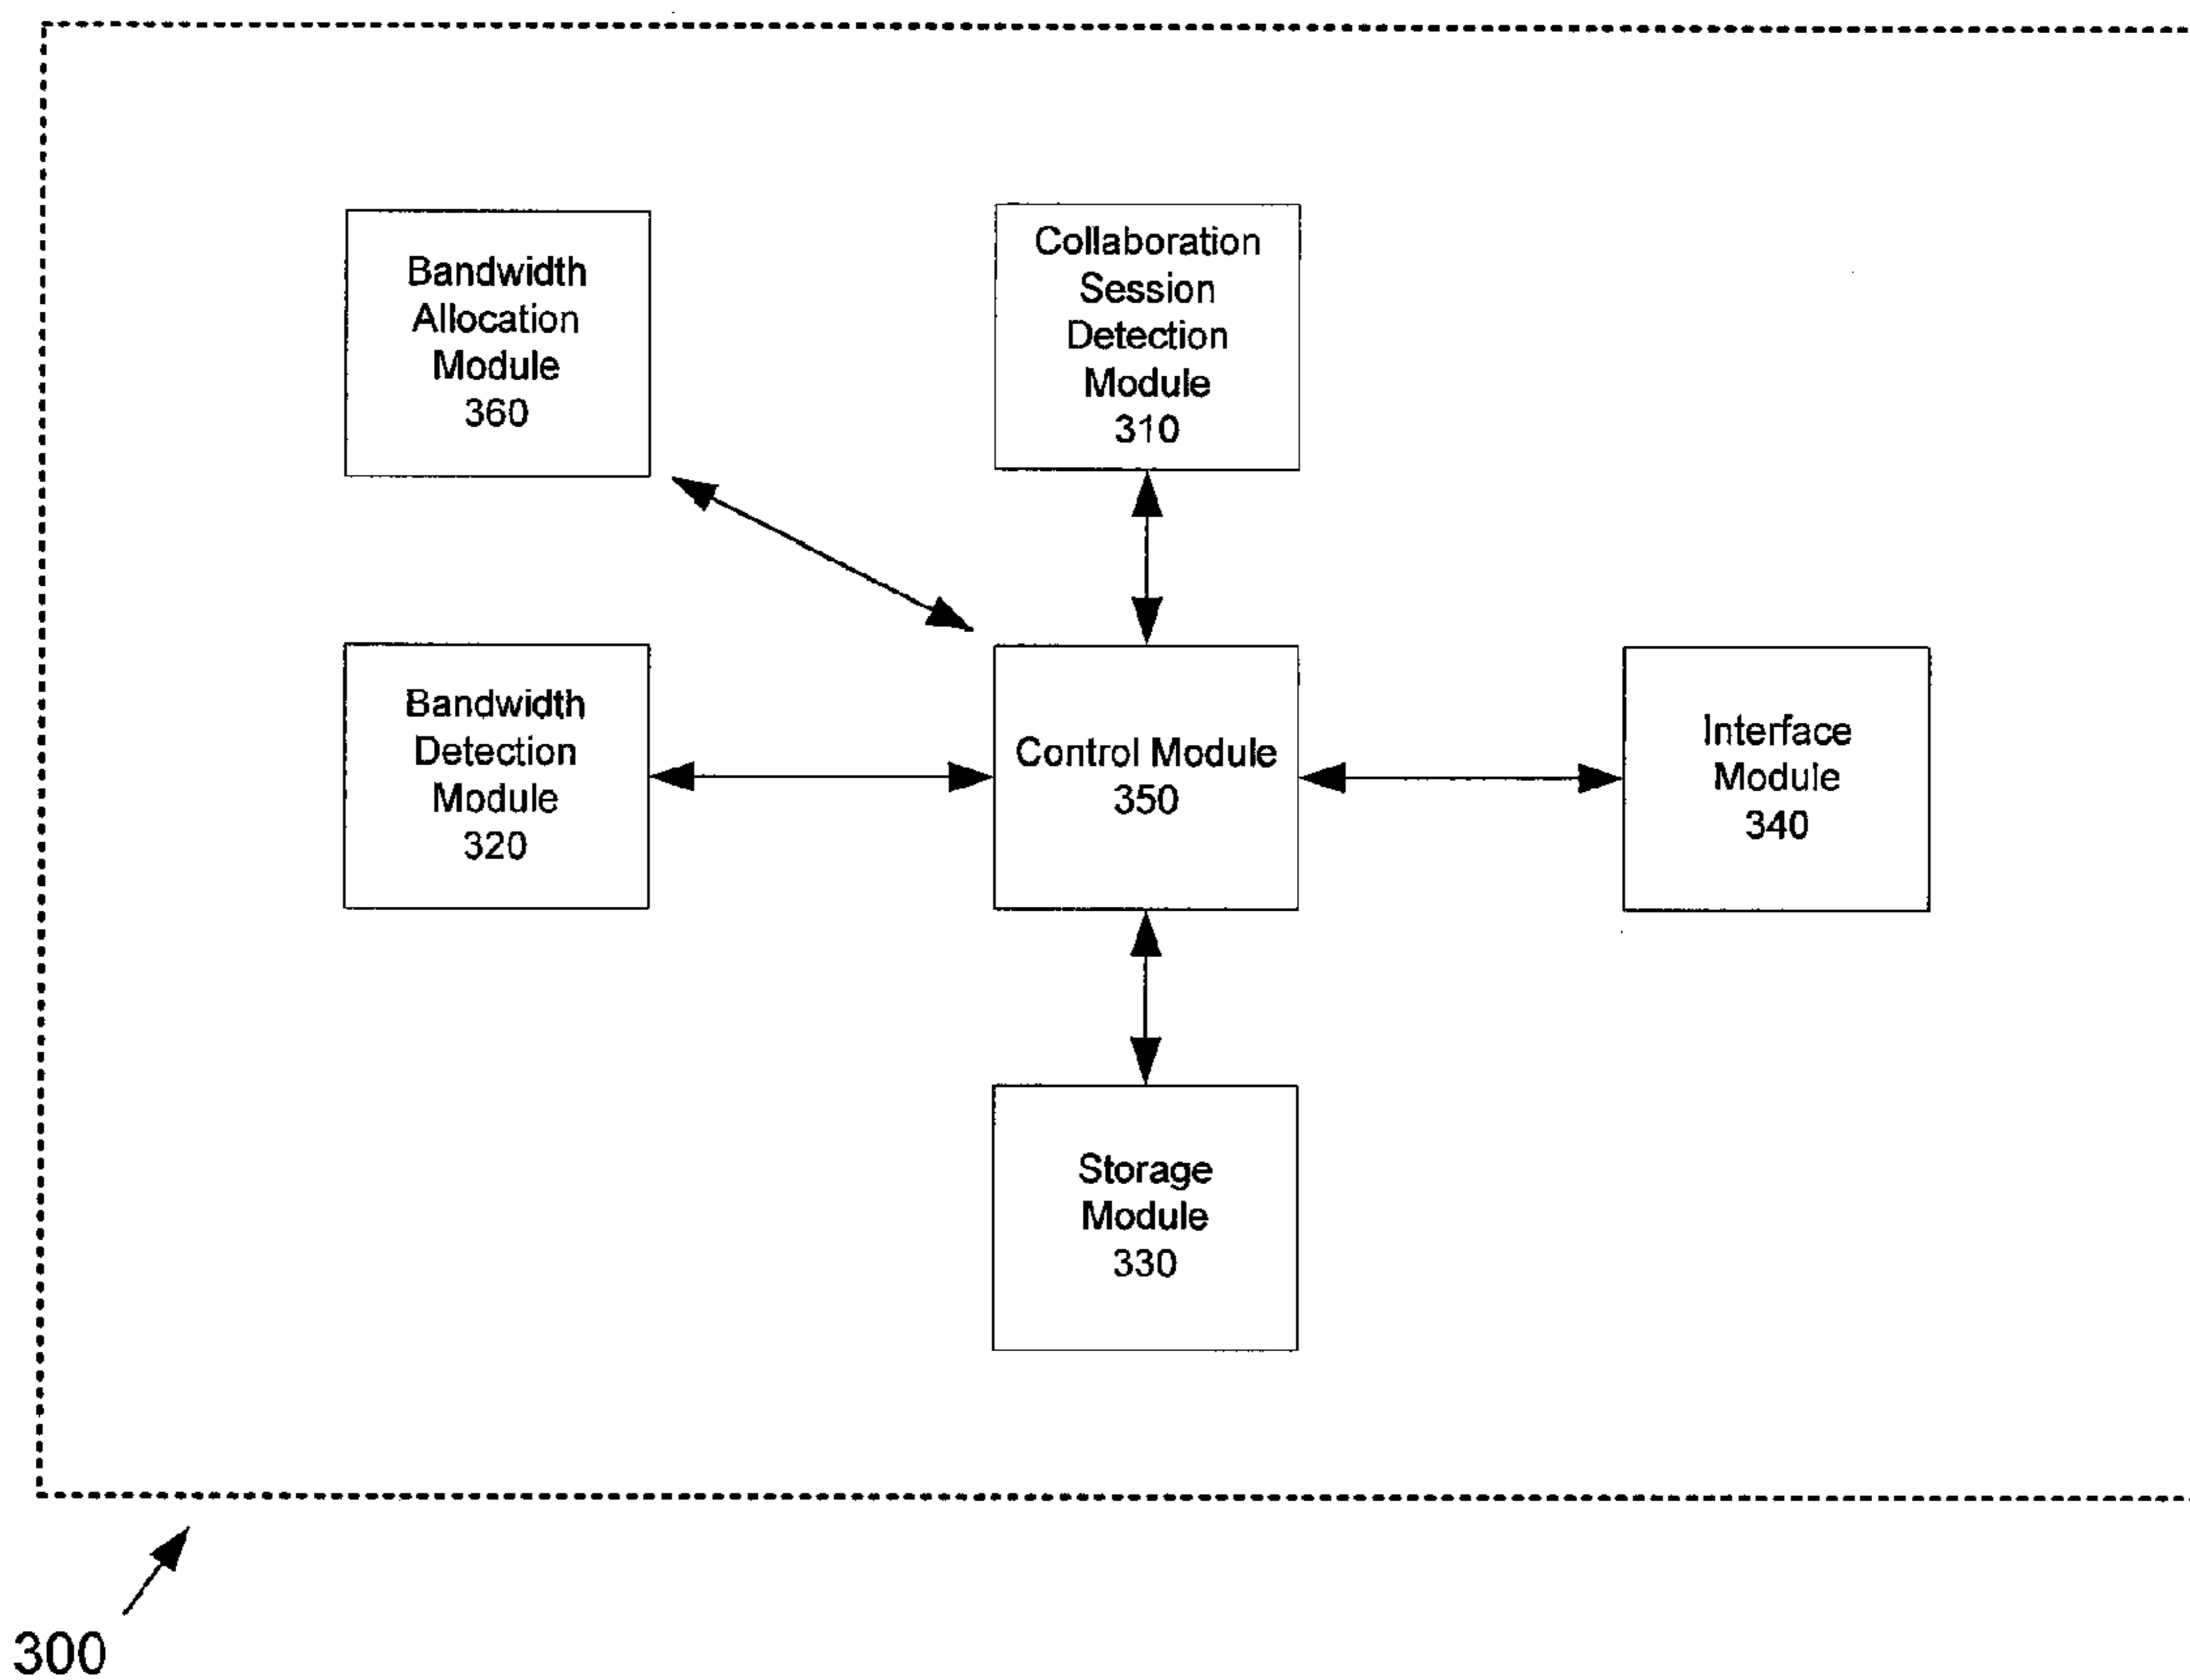 Bandwidth
Allocation
Module
360
Collaboration
Session
Detection
Module
310
Bandwidth
Detection
Module
320
Control Module
350
Interface
Module
340
Storage
Module
330
300